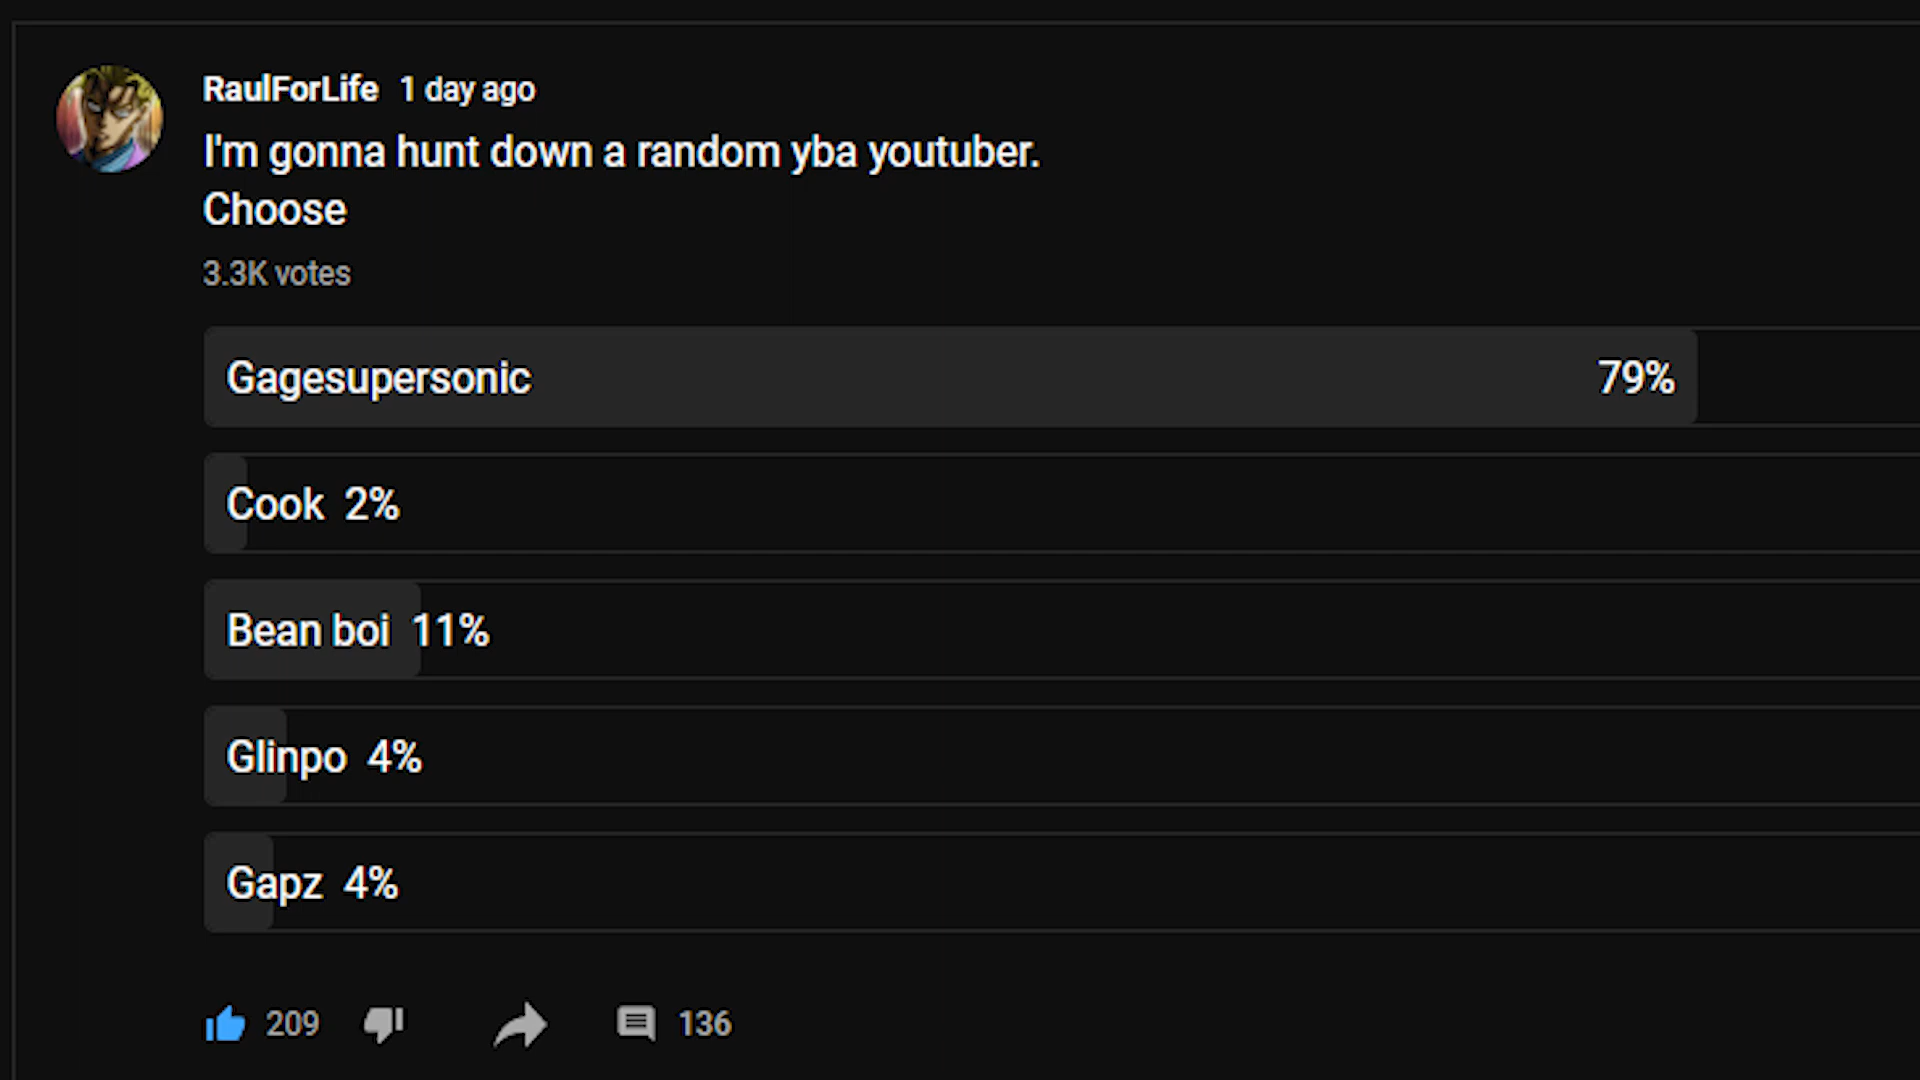 RaulForLife 1 day ago
I'm gonna hunt down a random yba youtuber.
Choose
3.3K votes
Gagesupersonic 79%
Cook 2%
Bean boi 11%
Glinpo 4%
Gapz 4%
209 136